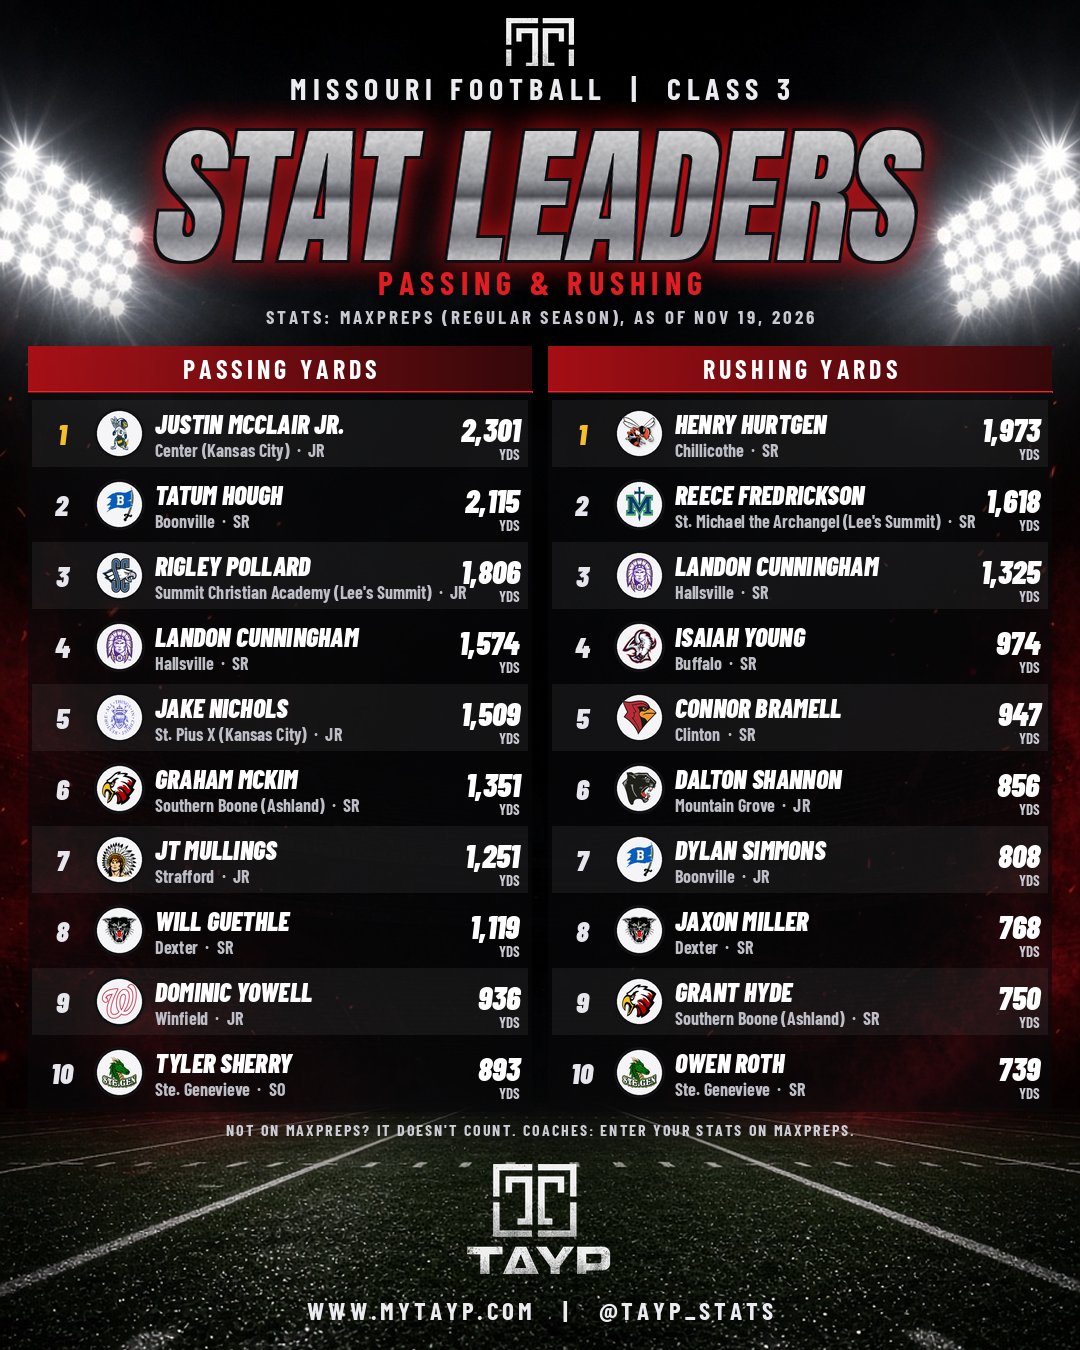 MISSOURI FOOTBALL | CLASS 3
STAT LEADERS
PASSING & RUSHING
STATS: MAXPREPS (REGULAR SEASON), AS OF NOV 19, 2026
PASSING YARDS
1 JUSTIN MCCLAIR JR. 2,301
Center (Kansas City) · JR YDS
2 TATUM HOUGH 2,115
Boonville · SR YDS
3 RIGLEY POLLARD 1,806
Summit Christian Academy (Lee's Summit) · JR YDS
4 LANDON CUNNINGHAM 1,574
Hallsville · SR YDS
5 JAKE NICHOLS 1,509
St. Pius X (Kansas City) · JR YDS
6 GRAHAM MCKIM 1,351
Southern Boone (Ashland) · SR YDS
7 JT MULLINGS 1,251
Strafford · JR YDS
8 WILL GUETHLE 1,119
Dexter · SR YDS
9 DOMINIC YOWELL 936
Winfield · JR YDS
10 TYLER SHERRY 893
Ste. Genevieve · SO YDS
RUSHING YARDS
1 HENRY HURTGEN 1,973
Chillicothe · SR YDS
2 REECE FREDRICKSON 1,618
St. Michael the Archangel (Lee's Summit) · SR YDS
3 LANDON CUNNINGHAM 1,325
Hallsville · SR YDS
4 ISAIAH YOUNG 974
Buffalo · SR YDS
5 CONNOR BRAMELL 947
Clinton · SR YDS
6 DALTON SHANNON 856
Mountain Grove · JR YDS
7 DYLAN SIMMONS 808
Boonville · JR YDS
8 JAXON MILLER 768
Dexter · SR YDS
9 GRANT HYDE 750
Southern Boone (Ashland) · SR YDS
10 OWEN ROTH 739
Ste. Genevieve · SR YDS
NOT ON MAXPREPS? IT DOESN'T COUNT. COACHES: ENTER YOUR STATS ON MAXPREPS.
TAYP
WWW.MYTAYP.COM | @TAYP_STATS